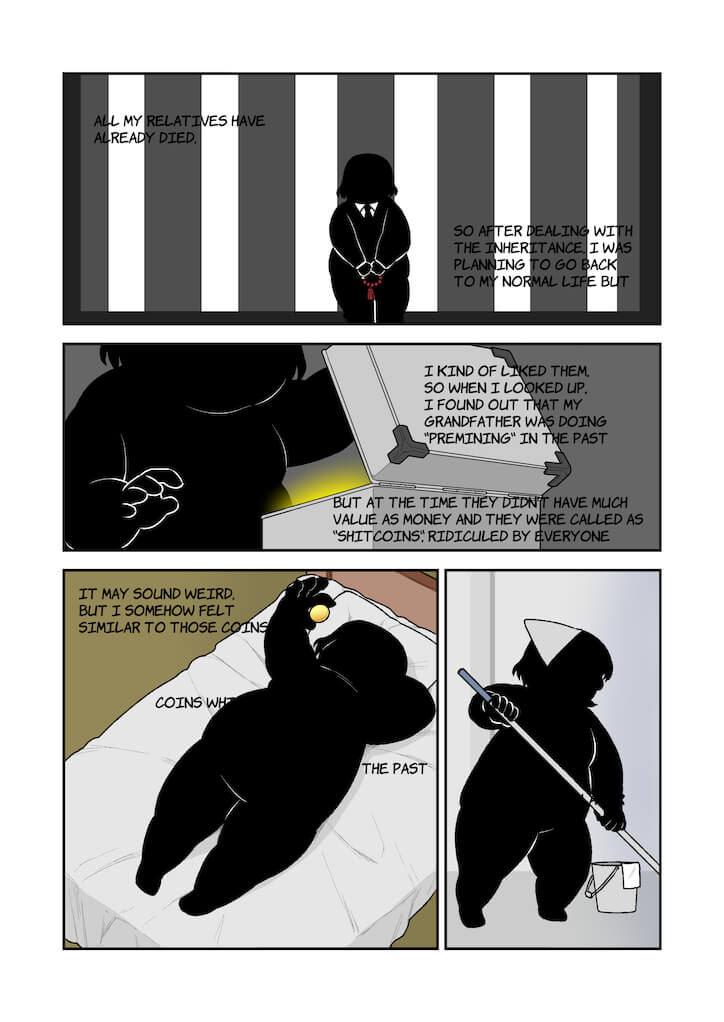 ALL MY RELATIVES HAVE
ALREADY DIED.
SO AFTER DEALING WITH
THE INHERITANCE, I WAS
PLANNING TO GO BACK
TO MY NORMAL LIFE BUT
I KIND OF LIKED THEM.
SO WHEN I LOOKED UP,
I FOUND OUT THAT MY
GRANDFATHER WAS DOING
"PREMINING" IN THE PAST
BUT AT THE TIME THEY DIDN'T HAVE MUCH
VALUE AS MONEY AND THEY WERE CALLED AS
"SHITCOINS", RIDICULED BY EVERYONE
IT MAY SOUND WEIRD,
BUT I SOMEHOW FELT
SIMILAR TO THOSE COINS
COINS
THE PAST